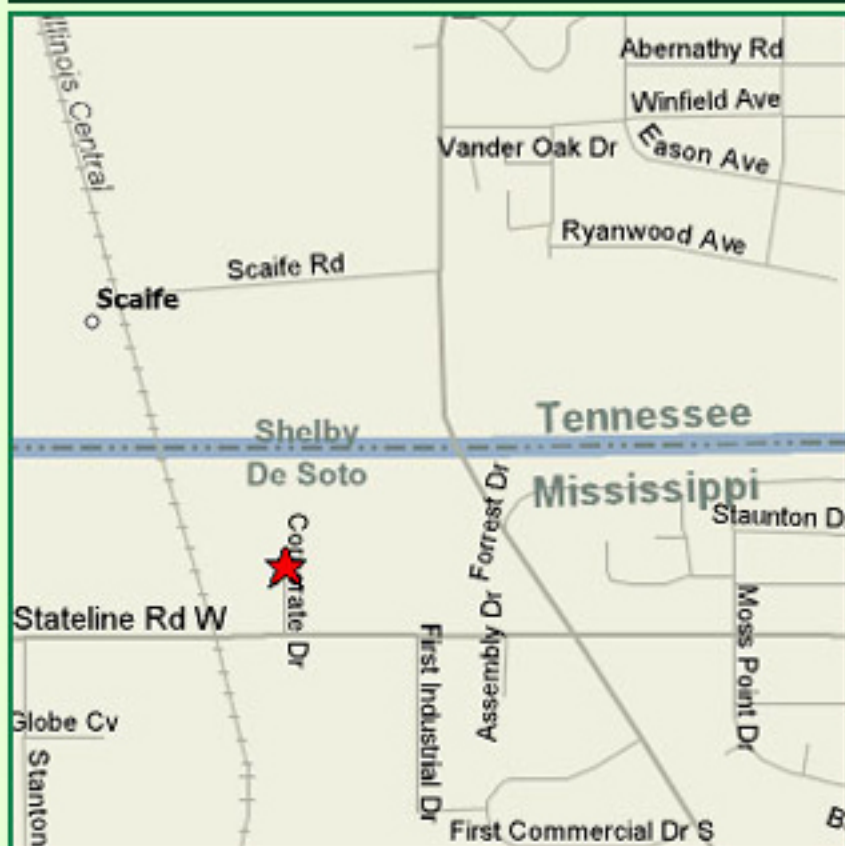 Illinois Central
Abernathy Rd
Winfield Ave
Vander Oak Dr
Eason Ave
Ryanwood Ave
Scaife Rd
Scaife
Shelby
Tennessee
De Soto
Mississippi
Forrest Dr
Staunton D
Dr
Stateline Rd W
Assembly Dr
First Industrial Dr
Moss Point Dr
Globe Cv
Stanton
First Commercial Dr S
B